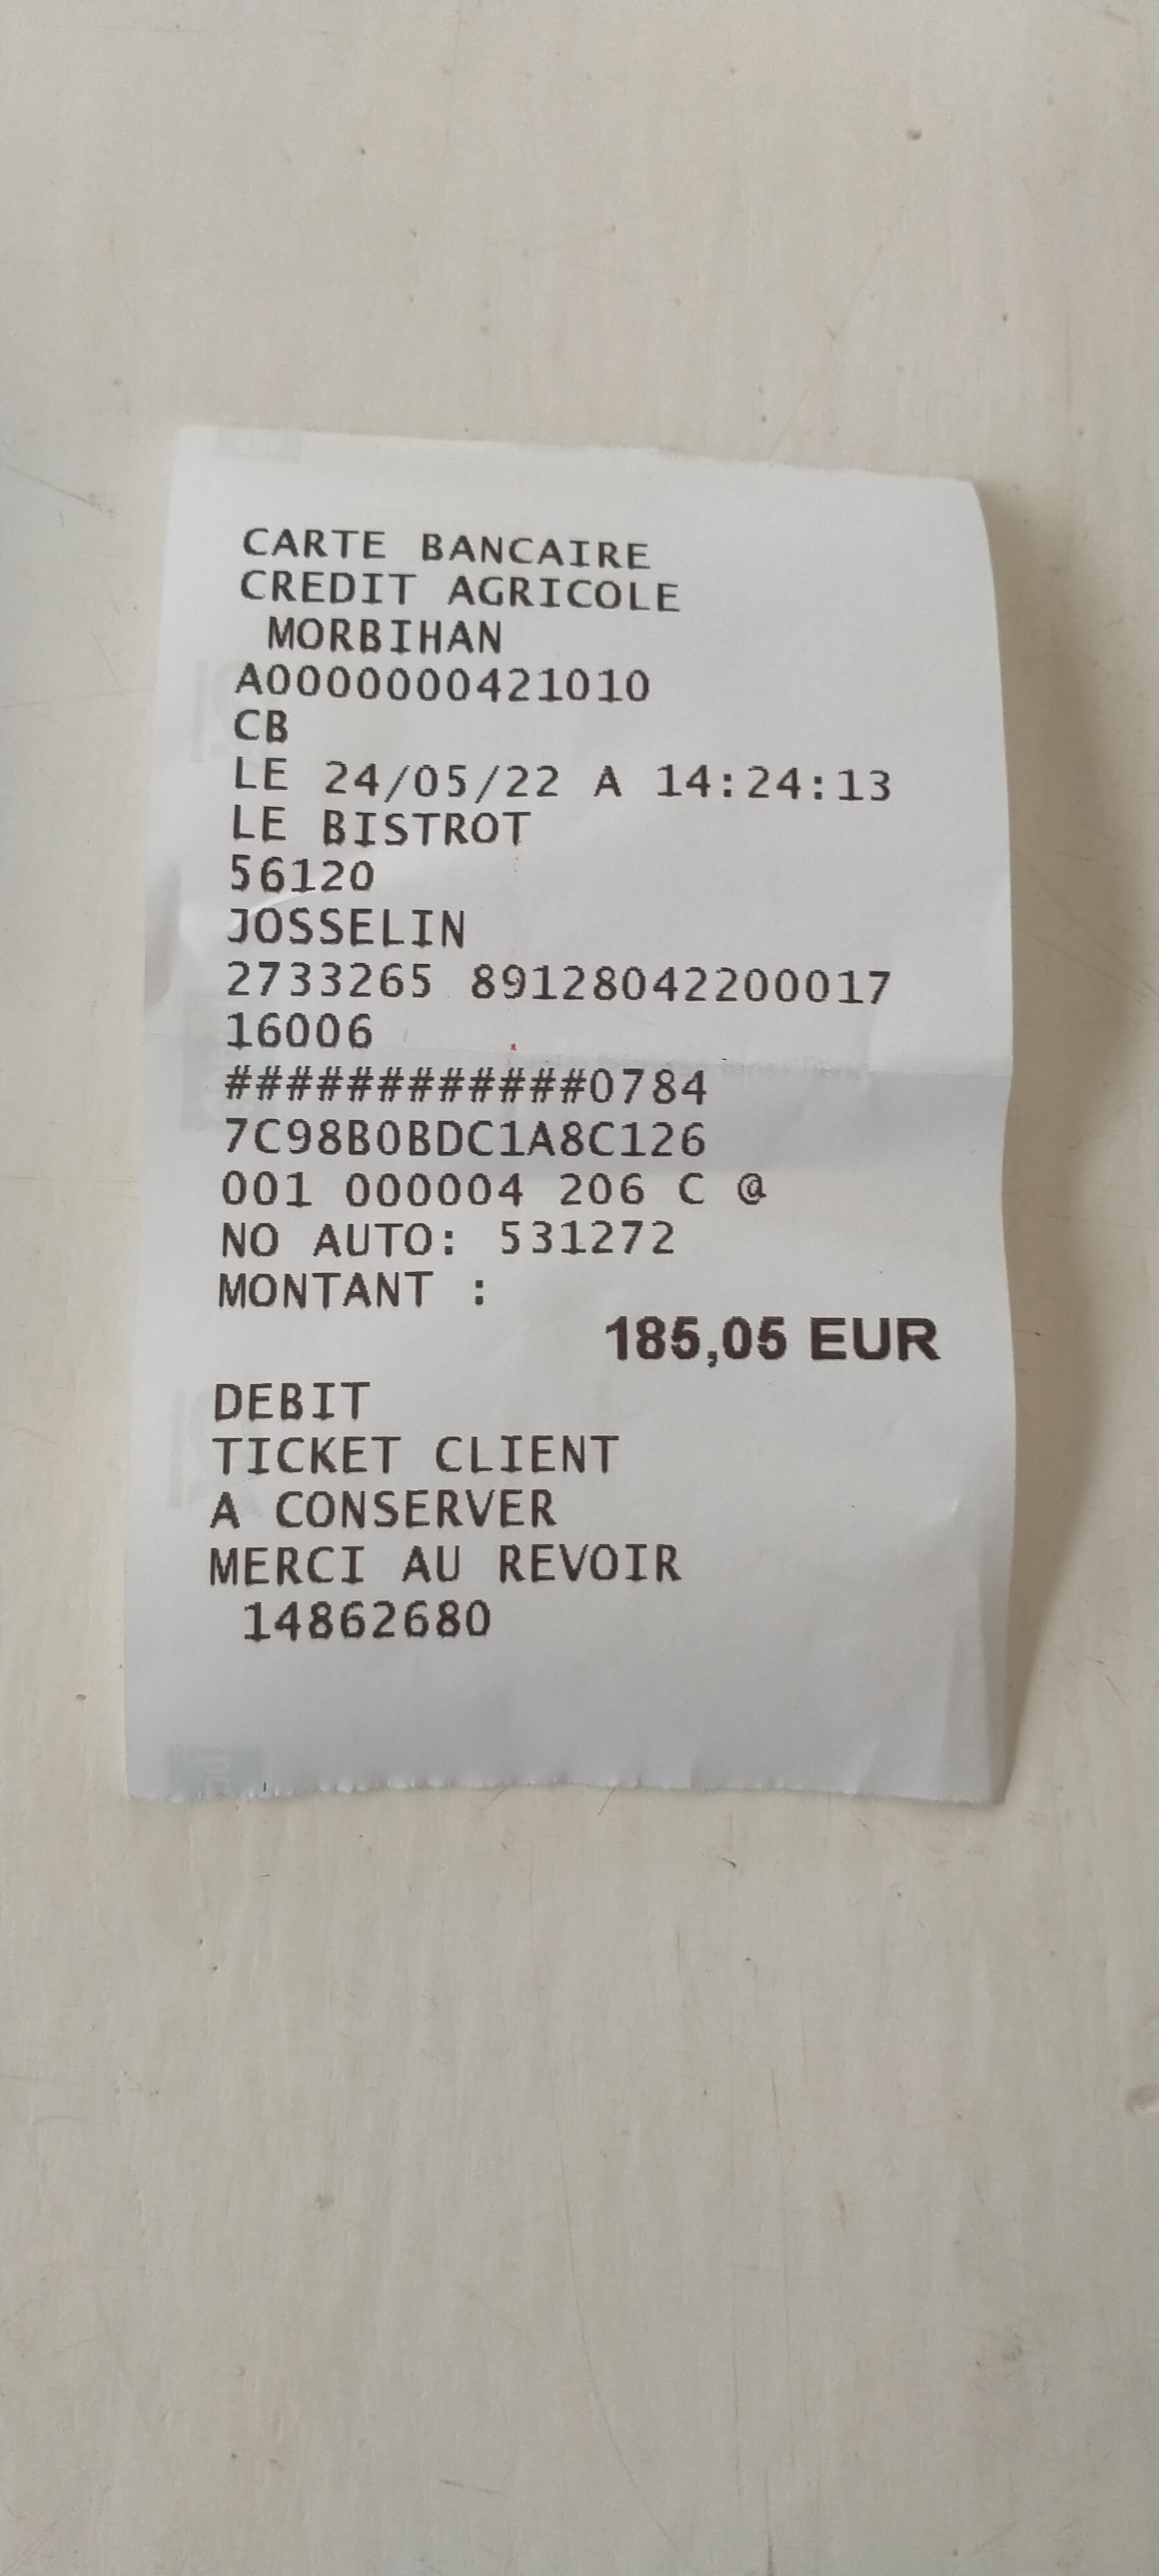 CARTE BANCAIRE
CREDIT AGRICOLE
MORBIHAN
A0000000421010
CB
LE 24/05/22 A 14:24:13
LE BISTROT
56120
JOSSELIN
2733265 89128042200017
16006
############0784
7C98B0BDC1A8C126
001 000004 206 C @
NO AUTO: 531272
MONTANT :
185,05 EUR
DEBIT
TICKET CLIENT
A CONSERVER
MERCI AU REVOIR
14862680